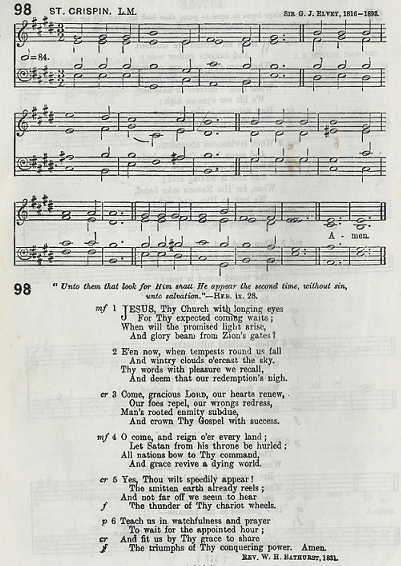 98 ST. CRISPIN. L.M. SIR G. J. ELVEY, 1816–1893.
=84.
A - men.
98
" Unto them that look for Him shall He appear the second time, without sin,
unto salvation."—HEB. ix. 28.
mf 1 JESUS, Thy Church with longing eyes
For Thy expected coming waits ;
When will the promised light arise,
And glory beam from Zion's gates ?
2 E'en now, when tempests round us fall
And wintry clouds o'ercast the sky,
Thy words with pleasure we recall,
And deem that our redemption's nigh.
cr 3 Come, gracious LORD, our hearts renew,
Our foes repel, our wrongs redress,
Man's rooted enmity subdue,
And crown Thy Gospel with success.
mf 4 O come, and reign o'er every land ;
Let Satan from his throne be hurled ;
All nations bow to Thy command,
And grace revive a dying world.
cr 5 Yes, Thou wilt speedily appear !
The smitten earth already reels ;
And not far off we seem to hear
f The thunder of Thy chariot wheels.
p 6 Teach us in watchfulness and prayer
To wait for the appointed hour ;
cr And fit us by Thy grace to share
f The triumphs of Thy conquering power. Amen.
REV. W. H. BATHURST, 1831.